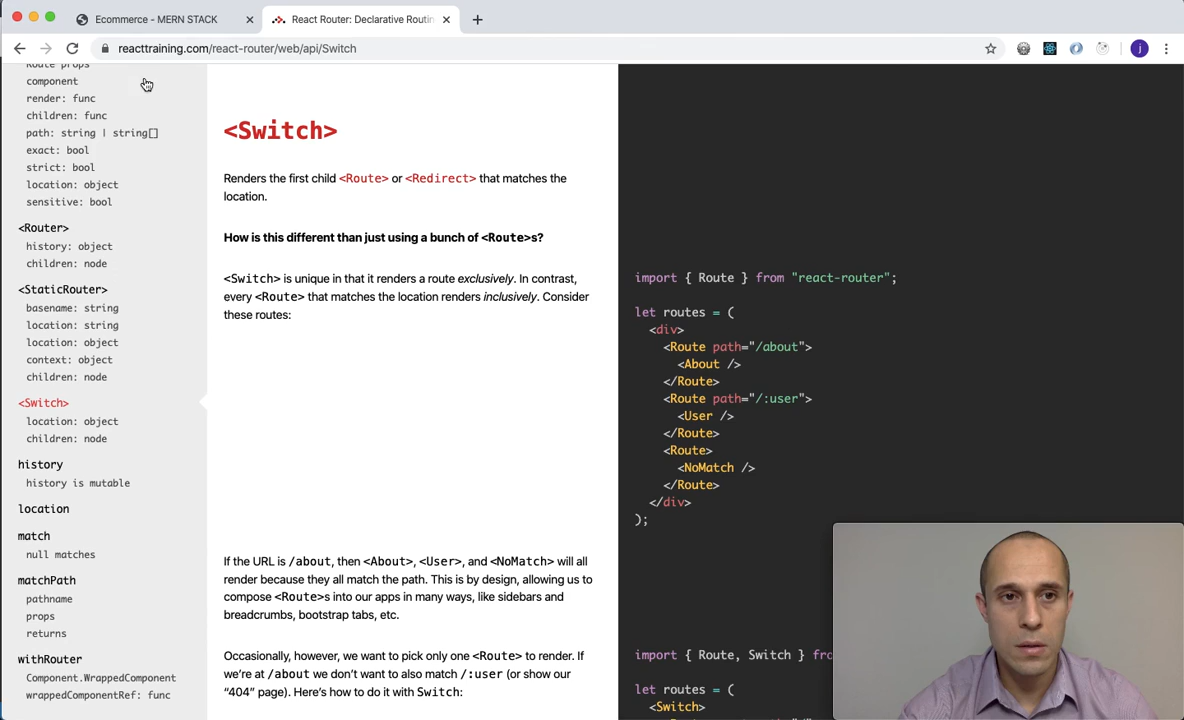 Ecommerce - MERN STACK
React Router: Declarative Routin
reacttraining.com/react-router/web/api/Switch
j
Route props
component
render: func
children: func
path: string | string[]
exact: bool
strict: bool
location: object
sensitive: bool
<Router>
history: object
children: node
<StaticRouter>
basename: string
location: string
location: object
context: object
children: node
<Switch>
location: object
children: node
history
history is mutable
location
match
null matches
matchPath
pathname
props
returns
withRouter
Component.WrappedComponent
wrappedComponentRef: func
<Switch>
Renders the first child <Route> or <Redirect> that matches the
location.
How is this different than just using a bunch of <Route>s?
<Switch> is unique in that it renders a route exclusively. In contrast,
every <Route> that matches the location renders inclusively. Consider
these routes:
If the URL is /about, then <About>, <User>, and <NoMatch> will all
render because they all match the path. This is by design, allowing us to
compose <Route>s into our apps in many ways, like sidebars and
breadcrumbs, bootstrap tabs, etc.
Occasionally, however, we want to pick only one <Route> to render. If
we're at /about we don't want to also match /:user (or show our
"404" page). Here's how to do it with Switch:
import { Route } from "react-router";
let routes = (
<div>
<Route path="/about">
<About />
</Route>
<Route path="/:user">
<User />
</Route>
<Route>
<NoMatch />
</Route>
</div>
);
import { Route, Switch } fro
let routes = (
<Switch>